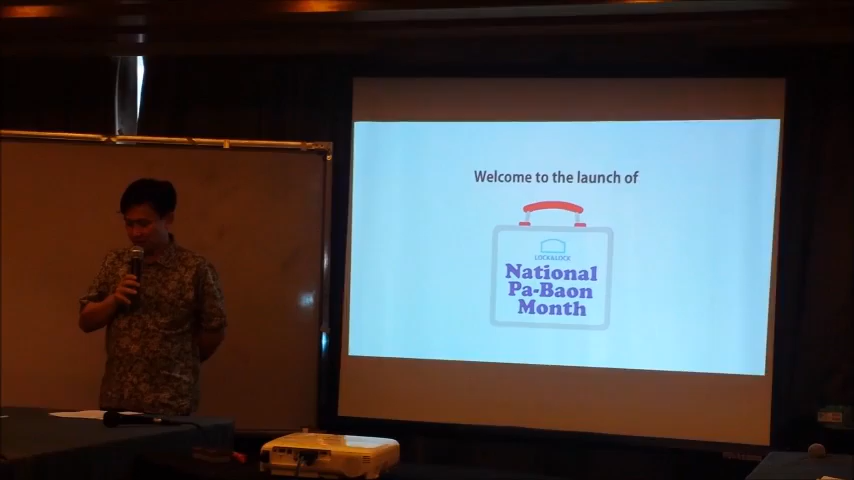 Welcome to the launch of
LOCK&LOCK
National
Pa-Baon
Month